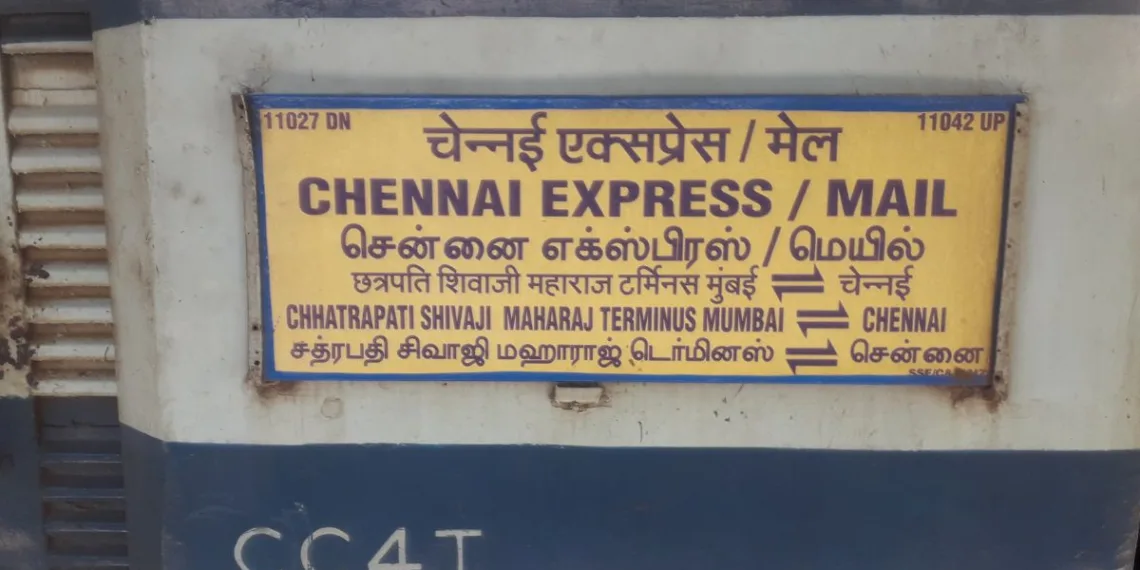 11027 DN
11042 UP
चेन्नई एक्सप्रेस / मेल
CHENNAI EXPRESS / MAIL
சென்னை எக்ஸ்பிரஸ் / மெயில்
छत्रपति शिवाजी महाराज टर्मिनस मुंबई ⇌ चेन्नई
CHHATRAPATI SHIVAJI MAHARAJ TERMINUS MUMBAI ⇌ CHENNAI
சத்ரபதி சிவாஜி மஹாராஜ் டெர்மினஸ் ⇌ சென்னை
CC4T